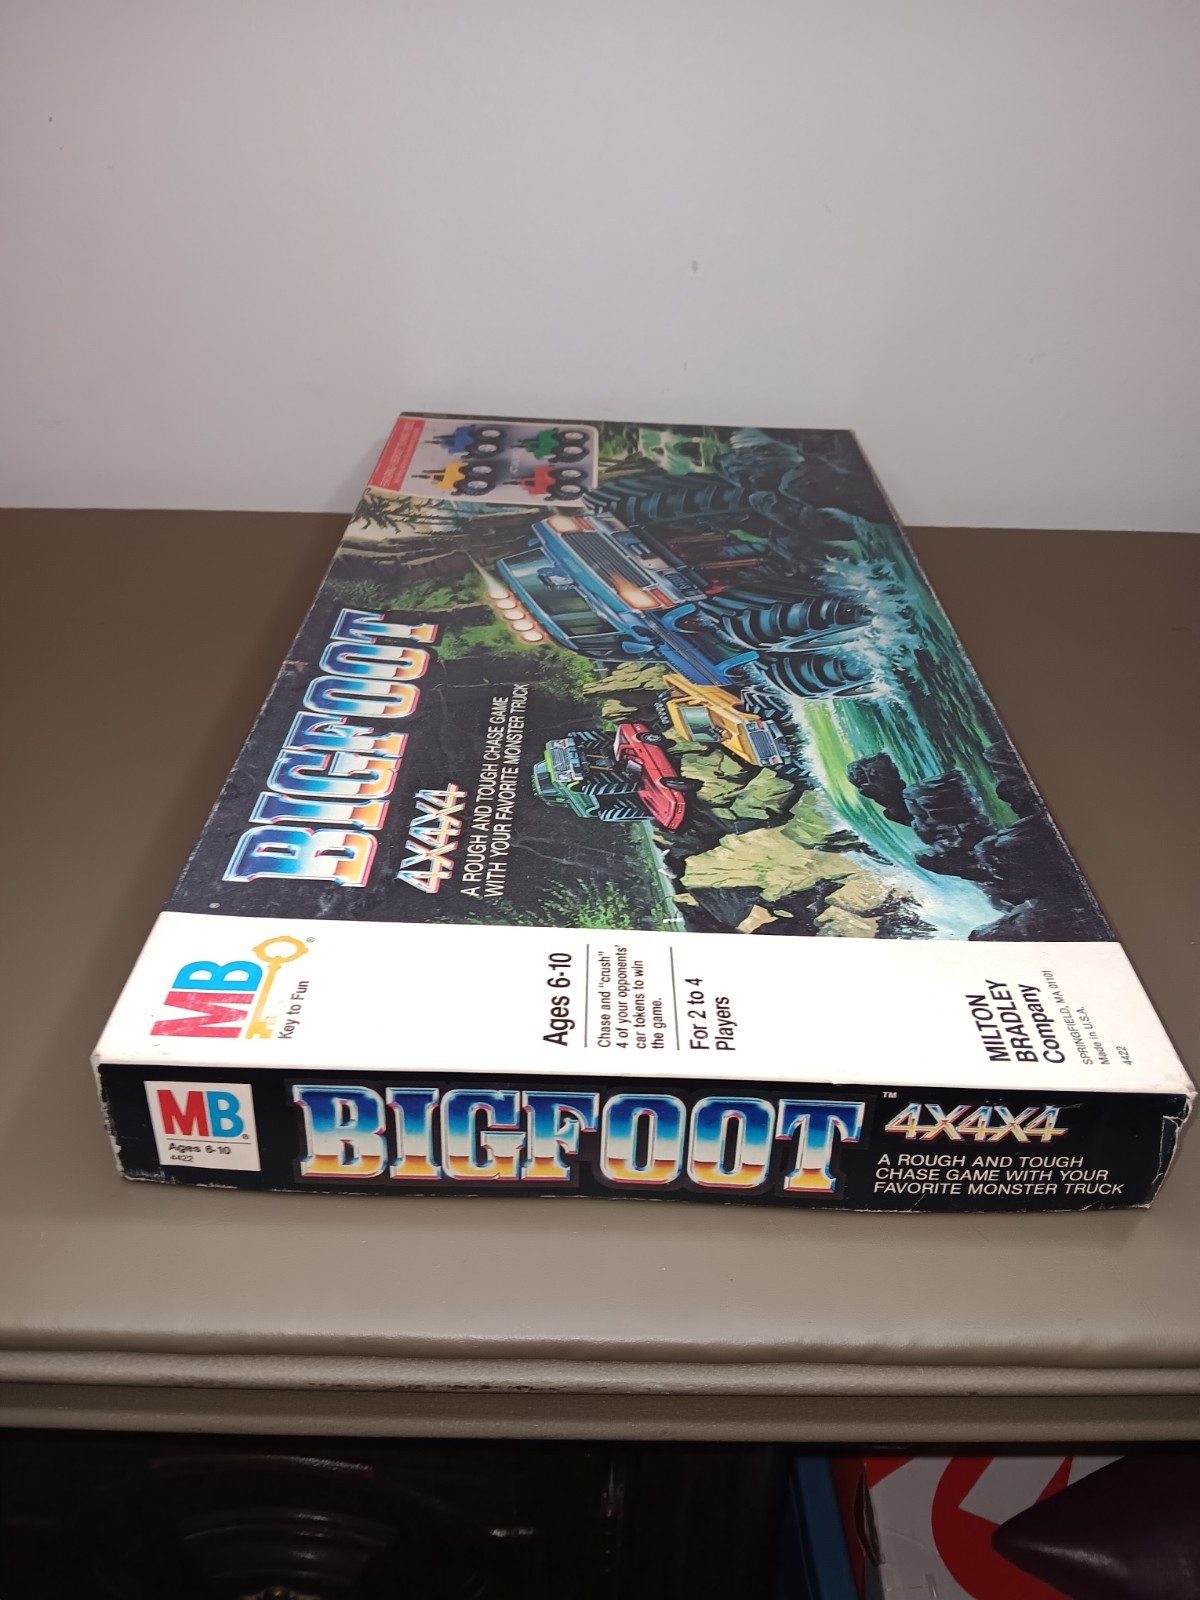 BIGFOOT
4X4X4
A ROUGH AND TOUGH CHASE GAME
WITH YOUR FAVORITE MONSTER TRUCK
MB
®
Key to Fun
Ages 6-10
Chase and "crush"
4 of your opponents'
car tokens to win
the game.
For 2 to 4
Players
MILTON
BRADLEY
Company
SPRINGFIELD, MA 01101
Made in U.S.A.
4422
MB®
Ages 6-10
4422
BIGFOOT™
4X4X4
A ROUGH AND TOUGH
CHASE GAME WITH YOUR
FAVORITE MONSTER TRUCK